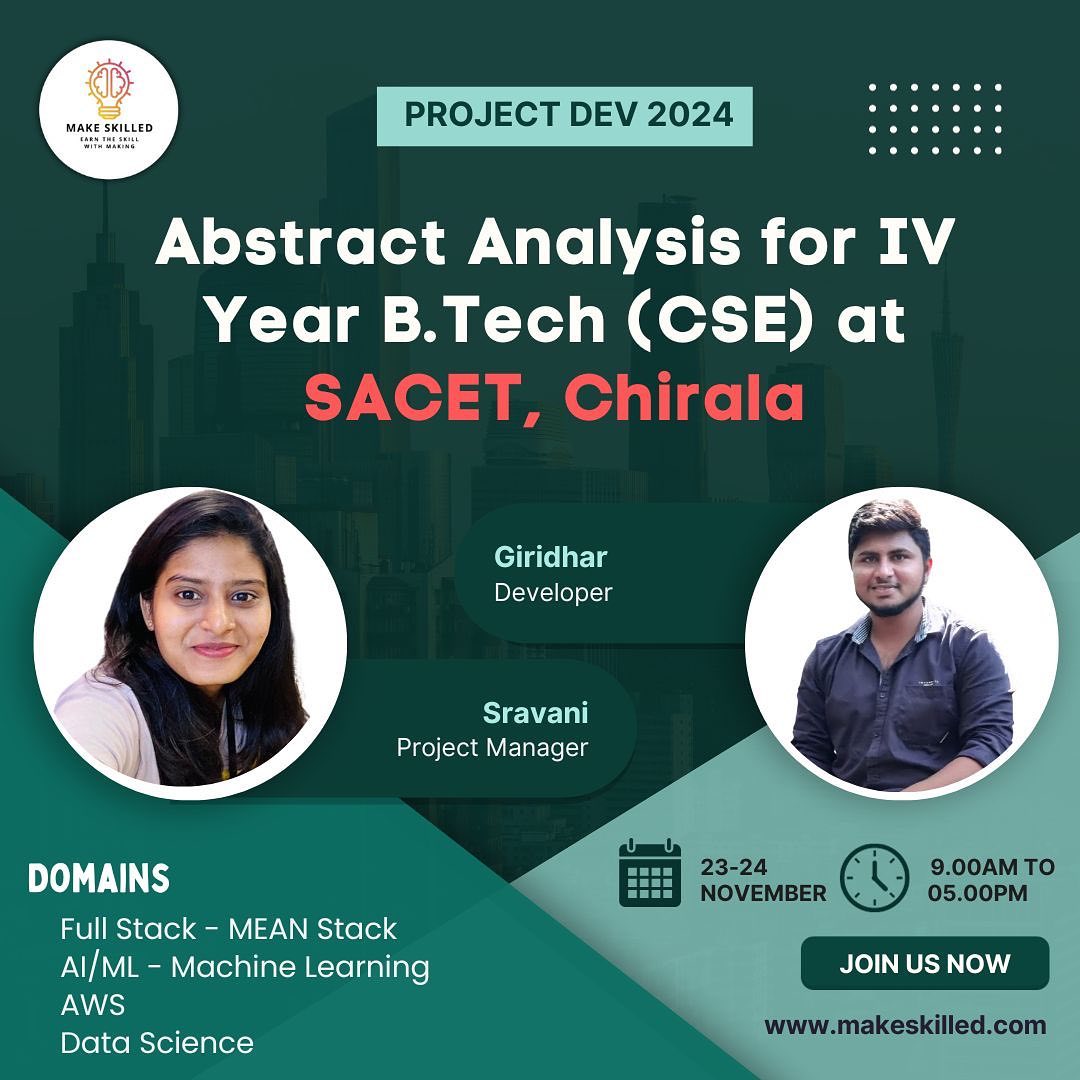 MAKE SKILLED
EARN THE SKILL
WITH MAKING
PROJECT DEV 2024
Abstract Analysis for IV
Year B.Tech (CSE) at
SACET, Chirala
Giridhar
Developer
Sravani
Project Manager
DOMAINS
Full Stack - MEAN Stack
AI/ML - Machine Learning
AWS
Data Science
23-24
NOVEMBER
9.00AM TO
05.00PM
JOIN US NOW
www.makeskilled.com